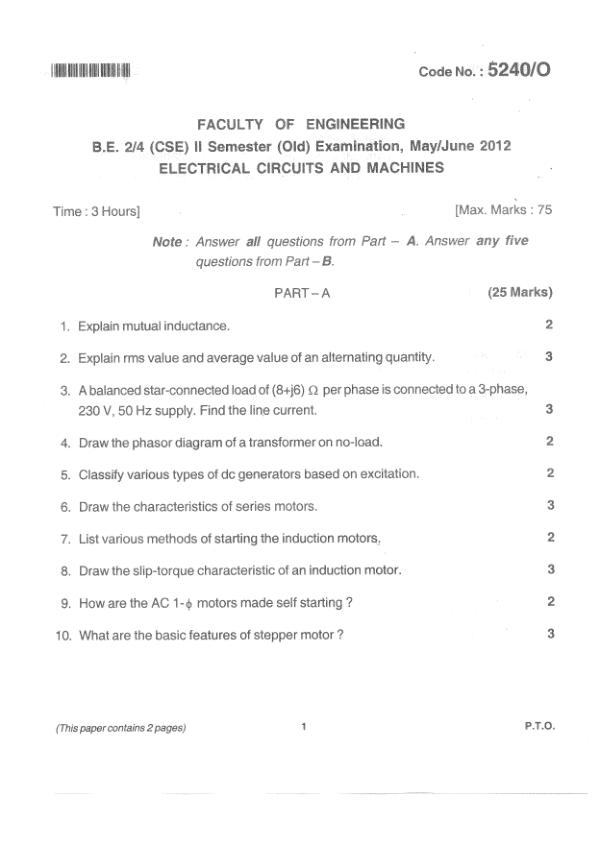 Code No. : 5240/O
FACULTY OF ENGINEERING
B.E. 2/4 (CSE) II Semester (Old) Examination, May/June 2012
ELECTRICAL CIRCUITS AND MACHINES
Time : 3 Hours] [Max. Marks : 75
Note : Answer all questions from Part – A. Answer any five
questions from Part – B.
PART – A (25 Marks)
1. Explain mutual inductance. 2
2. Explain rms value and average value of an alternating quantity. 3
3. A balanced star-connected load of (8+j6) Ω per phase is connected to a 3-phase,
230 V, 50 Hz supply. Find the line current. 3
4. Draw the phasor diagram of a transformer on no-load. 2
5. Classify various types of dc generators based on excitation. 2
6. Draw the characteristics of series motors. 3
7. List various methods of starting the induction motors. 2
8. Draw the slip-torque characteristic of an induction motor. 3
9. How are the AC 1-ϕ motors made self starting ? 2
10. What are the basic features of stepper motor ? 3
(This paper contains 2 pages) 1 P.T.O.